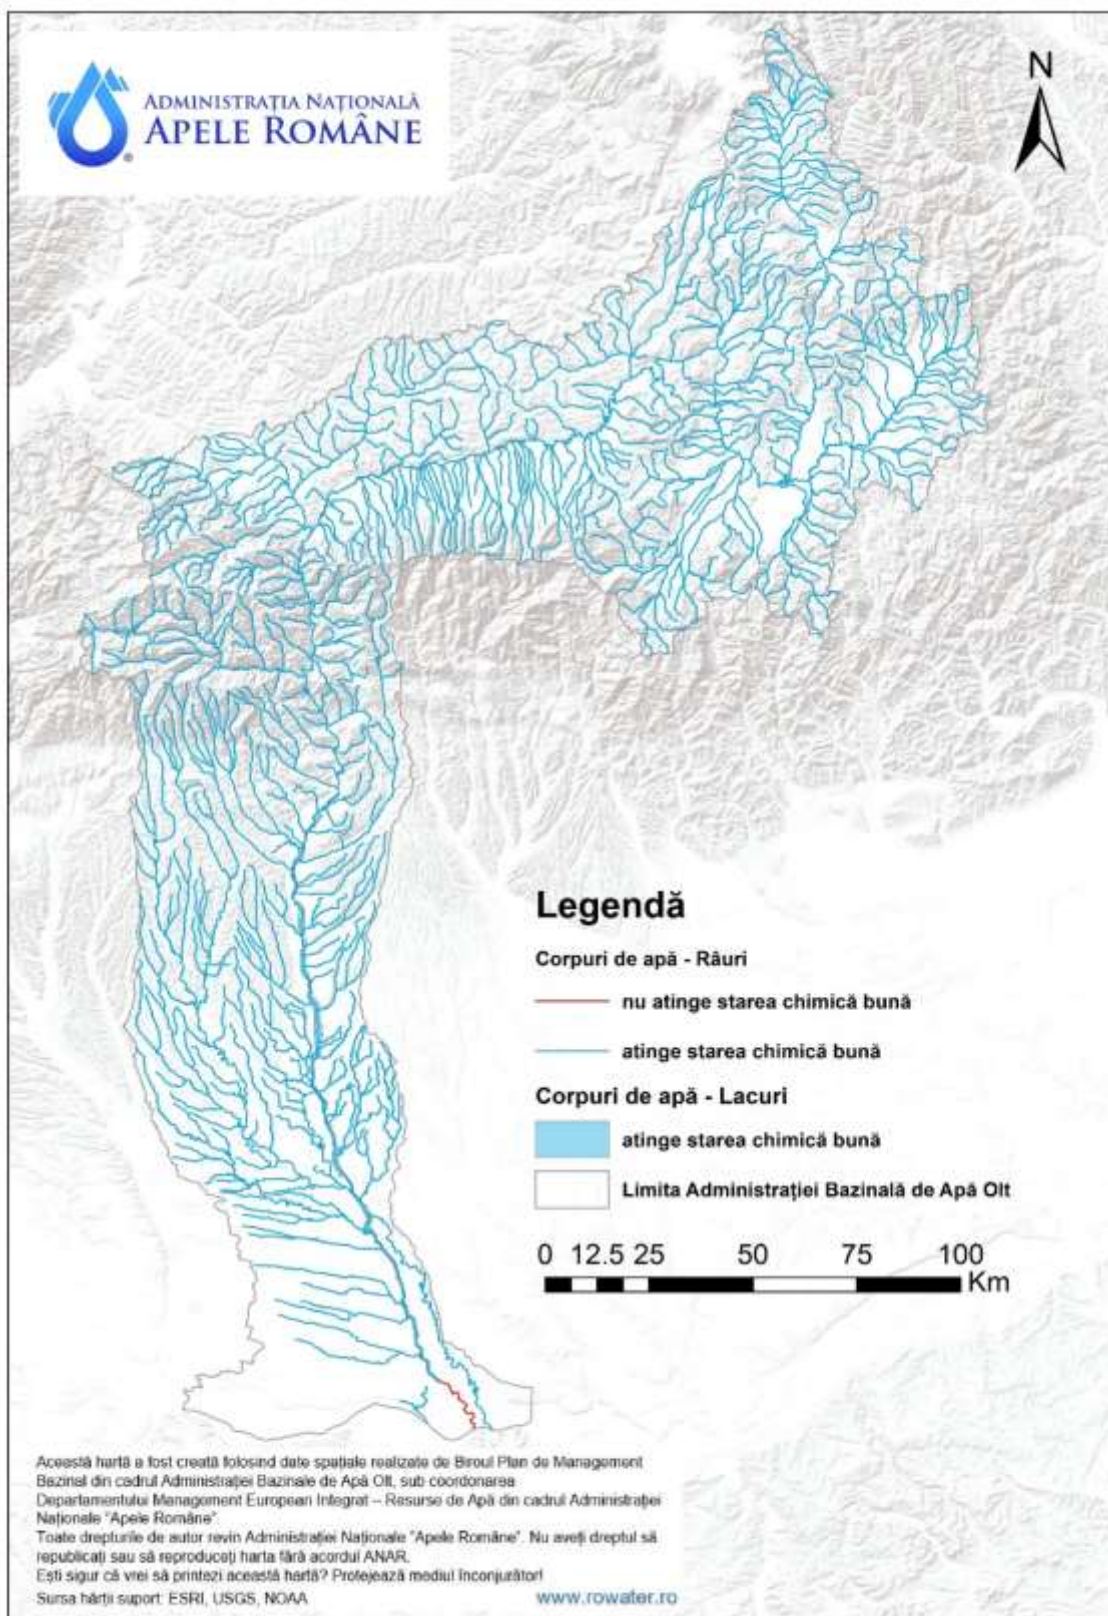 ADMINISTRAȚIA NAȚIONALĂ
APELE ROMÂNE
®
N
Legendă
Corpuri de apă - Râuri
nu atinge starea chimică bună
atinge starea chimică bună
Corpuri de apă - Lacuri
atinge starea chimică bună
Limita Administrației Bazinală de Apă Olt
0 12.5 25 50 75 100
Km
Această hartă a fost creată folosind date spațiale realizate de Biroul Plan de Management
Bazinal din cadrul Administrației Bazinale de Apă Olt, sub coordonarea
Departamentului Management European Integrat – Resurse de Apă din cadrul Administrației
Naționale "Apele Române"
Toate drepturile de autor revin Administrației Naționale "Apele Române". Nu aveți dreptul să
republicați sau să reproduceți harta fără acordul ANAR.
Ești sigur că vrei să printezi această hartă? Protejează mediul înconjurător!
Sursa hărții suport: ESRI, USGS, NOAA
www.rowater.ro